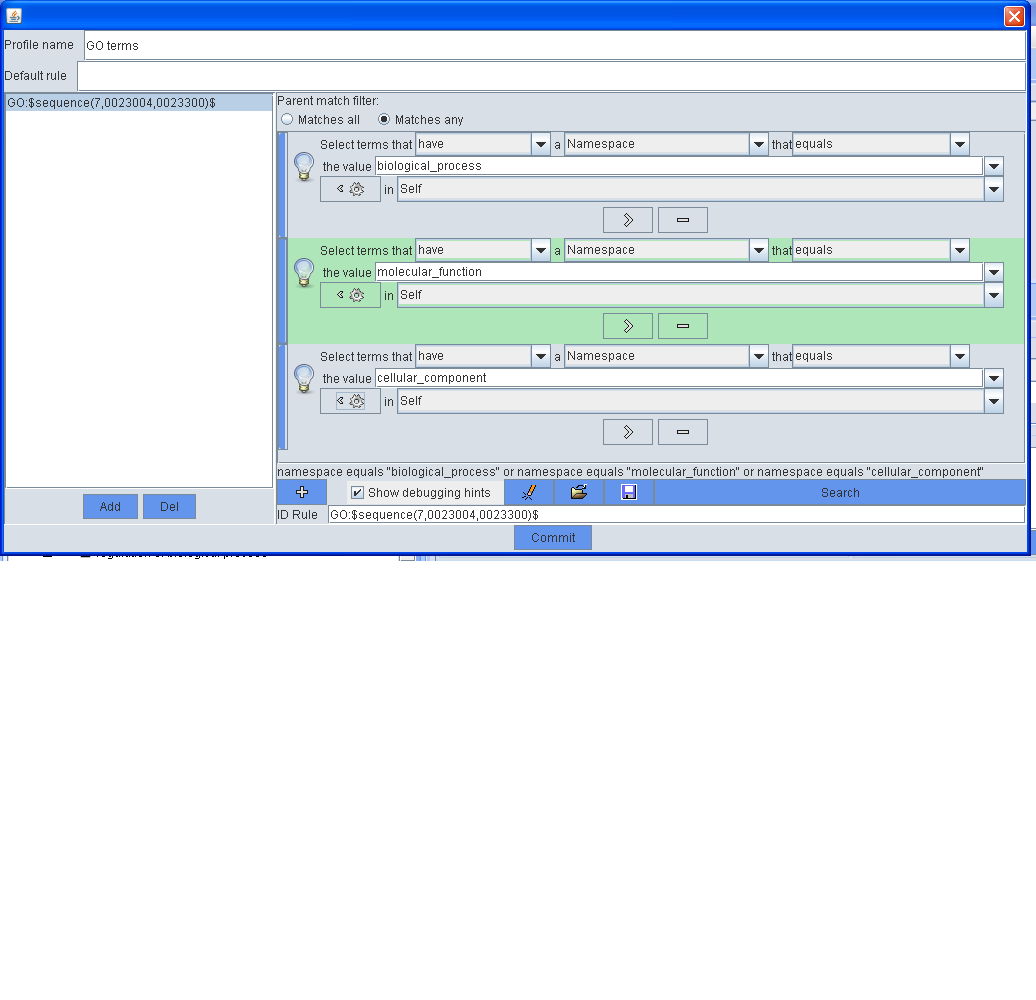 Profile name GO terms
Default rule
GO:$sequence(7,0023004,0023300)$
Parent match filter:
Matches all Matches any
Select terms that have a Namespace that equals
the value biological_process
in Self
Select terms that have a Namespace that equals
the value molecular_function
in Self
Select terms that have a Namespace that equals
the value cellular_component
in Self
namespace equals "biological_process" or namespace equals "molecular_function" or namespace equals "cellular_component"
Show debugging hints Search
Add Del
ID Rule GO:$sequence(7,0023004,0023300)$
Commit
regulation of biological process